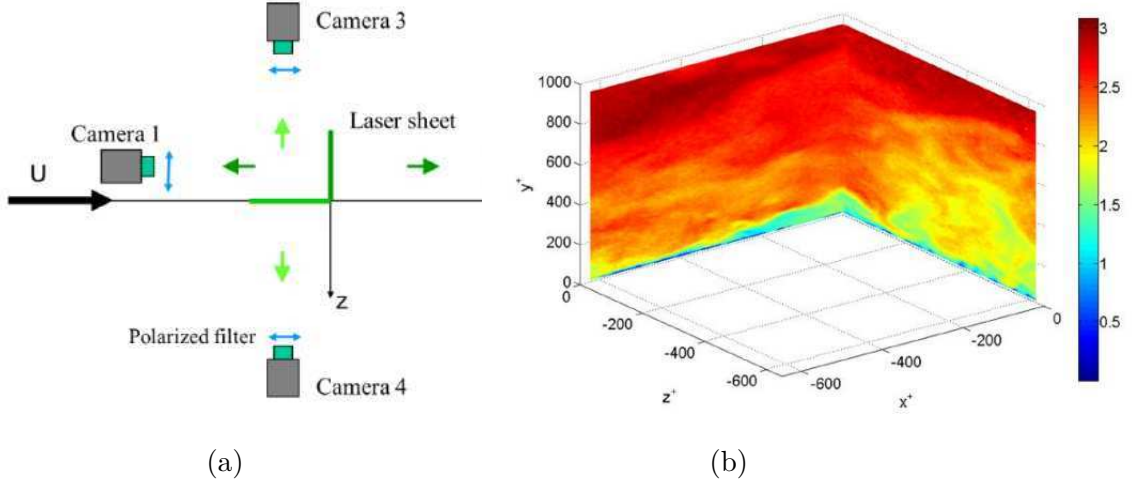 Camera 3
Camera 1
Laser sheet
U
z
Polarized filter
Camera 4
(a)
1000
800
600
400
200
0
y+
0
-200
-400
-600
z+
-600
-400
-200
0
x+
3
2.5
2
1.5
1
0.5
(b)